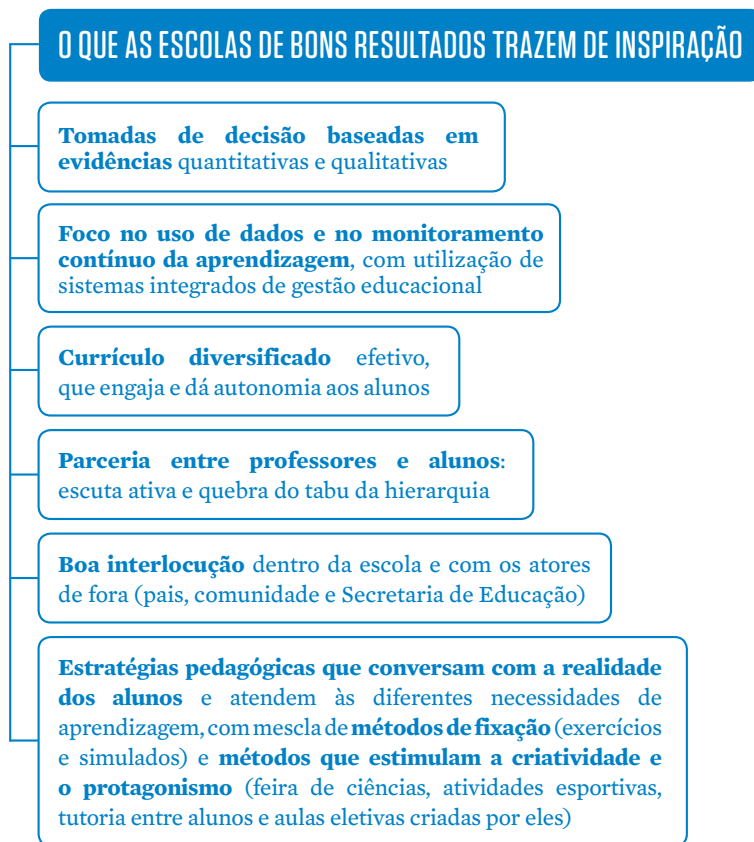 O QUE AS ESCOLAS DE BONS RESULTADOS TRAZEM DE INSPIRAÇÃO
Tomadas de decisão baseadas em
evidências quantitativas e qualitativas
Foco no uso de dados e no monitoramento
contínuo da aprendizagem, com utilização de
sistemas integrados de gestão educacional
Currículo diversificado efetivo,
que engaja e dá autonomia aos alunos
Parceria entre professores e alunos:
escuta ativa e quebra do tabu da hierarquia
Boa interlocução dentro da escola e com os atores
de fora (pais, comunidade e Secretaria de Educação)
Estratégias pedagógicas que conversam com a realidade
dos alunos e atendem às diferentes necessidades de
aprendizagem, com mescla de métodos de fixação (exercícios
e simulados) e métodos que estimulam a criatividade e
o protagonismo (feira de ciências, atividades esportivas,
tutoria entre alunos e aulas eletivas criadas por eles)